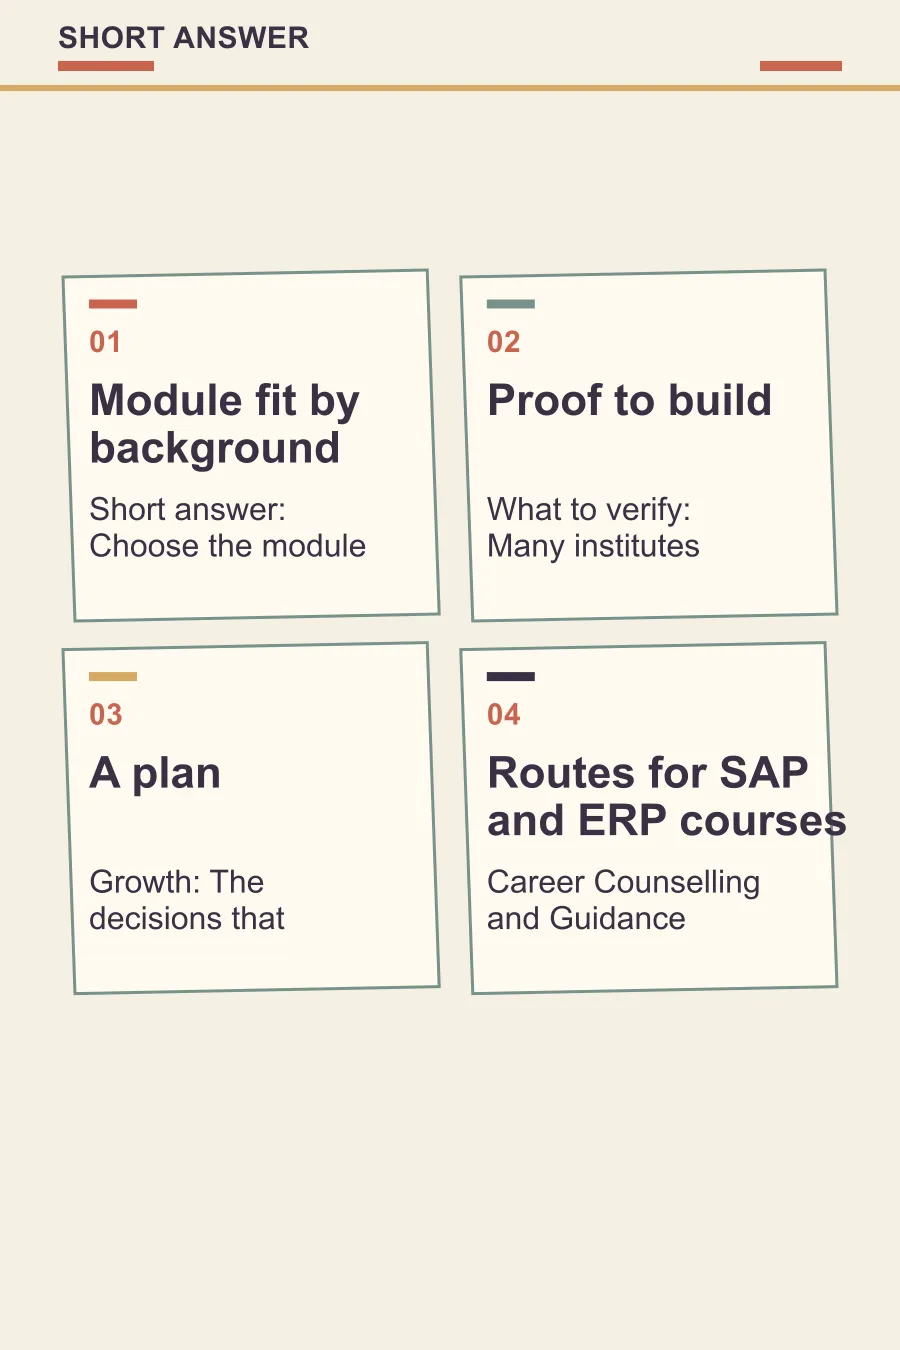 SHORT ANSWER
01
Module fit by
background
Short answer:
Choose the module
02
Proof to build
What to verify:
Many institutes
03
A plan
Growth: The
decisions that
04
Routes for SAP
and ERP courses
Career Counselling
and Guidance